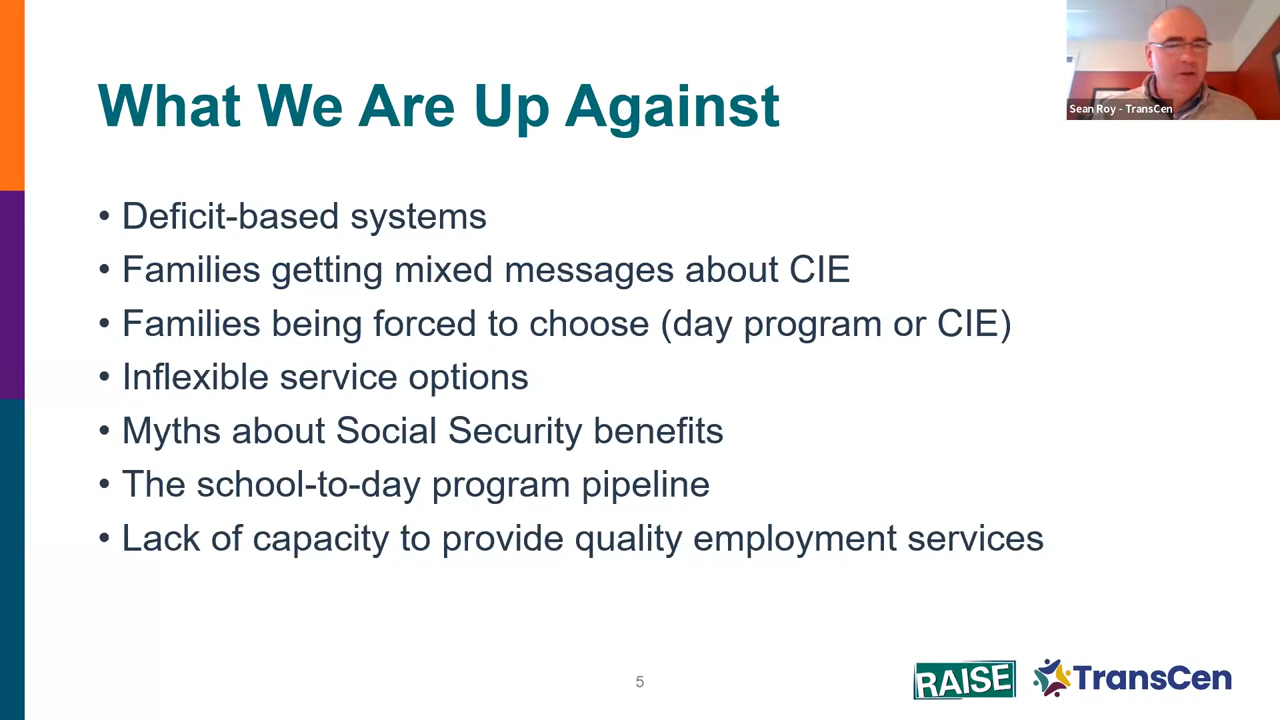 What We Are Up Against
Sean Roy - TransCen
• Deficit-based systems
• Families getting mixed messages about CIE
• Families being forced to choose (day program or CIE)
• Inflexible service options
• Myths about Social Security benefits
• The school-to-day program pipeline
• Lack of capacity to provide quality employment services
5
RAISE
TransCen